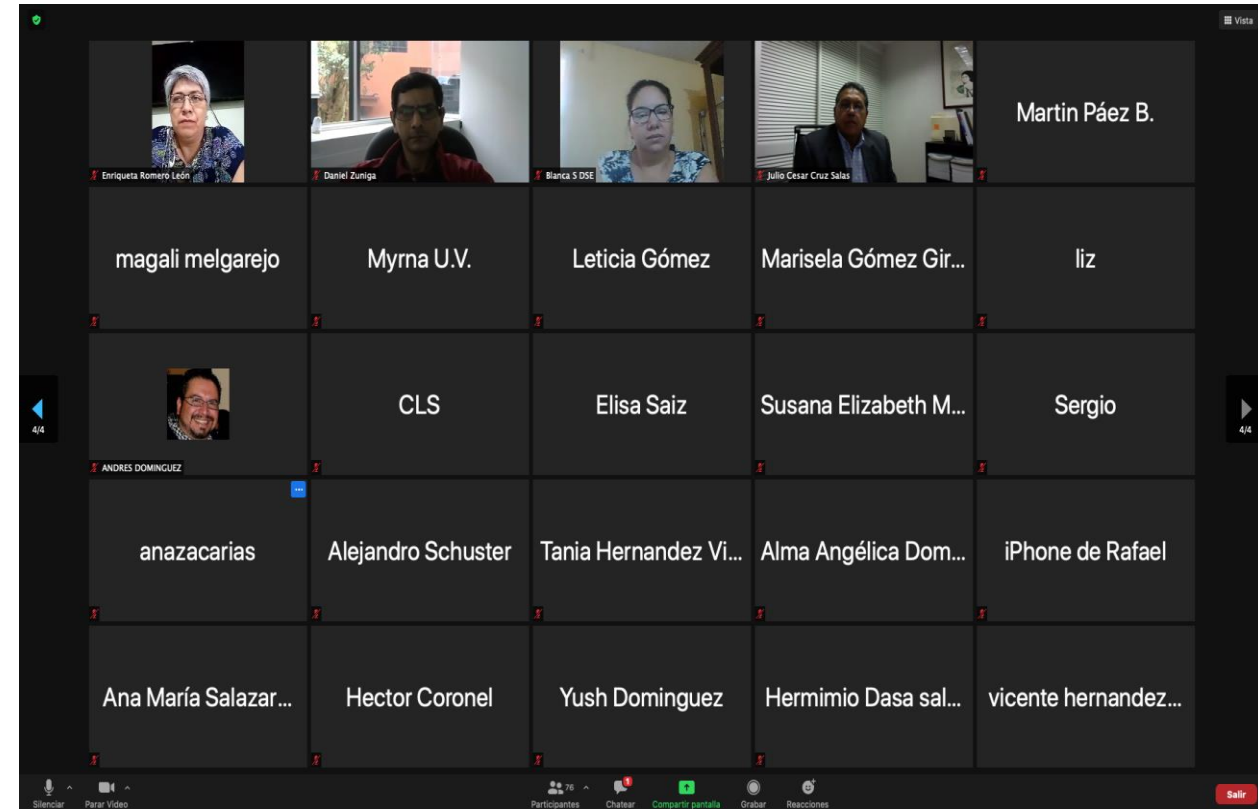 Vista
Enriqueta Romero León
Daniel Zuniga
Blanca S DSE
Julio Cesar Cruz Salas
Martin Páez B.
magali melgarejo
Myrna U.V.
Leticia Gómez
Marisela Gómez Gir...
liz
4/4
ANDRES DOMINGUEZ
CLS
Elisa Saiz
Susana Elizabeth M...
Sergio
4/4
anazacarias
Alejandro Schuster
Tania Hernandez Vi...
Alma Angélica Dom...
iPhone de Rafael
Ana María Salazar...
Hector Coronel
Yush Dominguez
Hermimio Dasa sal...
vicente hernandez...
Silenciar
Parar Video
76
Participantes
1
Chatear
Compartir pantalla
Grabar
Reacciones
Salir